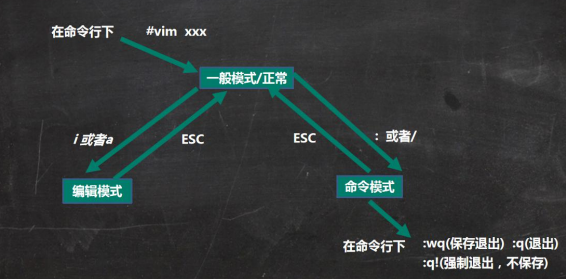 在命令行下 #vim xxx
一般模式/正常
i 或者a
ESC
ESC
: 或者/
编辑模式
命令模式
在命令行下 :wq(保存退出) :q(退出)
:q!(强制退出，不保存)